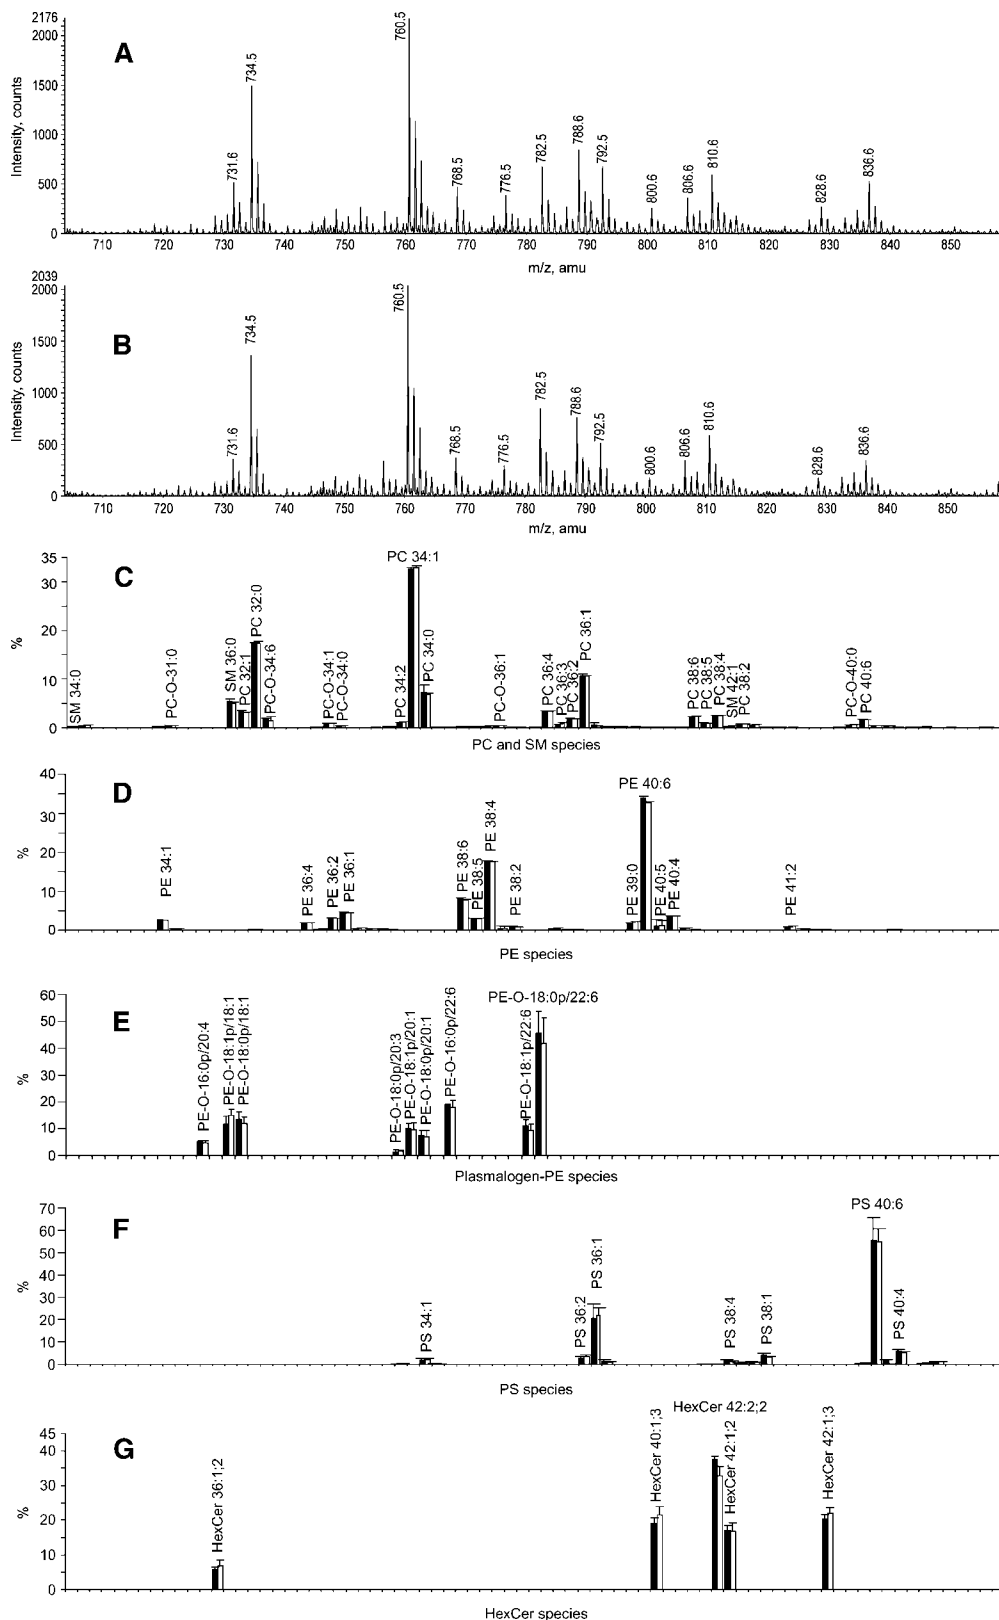 2176
2000
1500
1000
500
0
Intensity, counts
A
731.6
734.5
760.5
768.5
776.5
782.5
788.6
792.5
800.6
806.6
810.6
828.6
836.6
710 720 730 740 750 760 770 780 790 800 810 820 830 840 850
m/z, amu
2039
2000
1500
1000
500
0
Intensity, counts
B
731.6
734.5
760.5
768.5
776.5
782.5
788.6
792.5
800.6
806.6
810.6
828.6
836.6
710 720 730 740 750 760 770 780 790 800 810 820 830 840 850
m/z, amu
35
30
20
10
0
%
C
SM 34:0
PC-O-31:0
SM 36:0
PC 32:1
PC 32:0
PC-O-34:6
PC-O-34:1
PC-O-34:0
PC 34:2
PC 34:1
PC 34:0
PC-O-36:1
PC 36:4
PC 36:3
PC 36:2
PC 36:1
PC 38:6
PC 38:5
PC 38:4
SM 42:1
PC 38:2
PC-O-40:0
PC 40:6
PC and SM species
40
30
20
10
0
%
D
PE 34:1
PE 36:4
PE 36:2
PE 36:1
PE 38:6
PE 38:5
PE 38:4
PE 38:2
PE 39:0
PE 40:6
PE 40:5
PE 40:4
PE 41:2
PE species
60
50
40
30
20
10
0
%
E
PE-O-16:0p/20:4
PE-O-18:1p/18:1
PE-O-18:0p/18:1
PE-O-18:0p/20:3
PE-O-18:1p/20:1
PE-O-18:0p/20:1
PE-O-16:0p/22:6
PE-O-18:1p/22:6
PE-O-18:0p/22:6
Plasmalogen-PE species
70
60
50
40
30
20
10
0
%
F
PS 34:1
PS 36:2
PS 36:1
PS 38:4
PS 38:1
PS 40:6
PS 40:4
PS species
45
40
30
20
10
0
%
G
HexCer 36:1;2
HexCer 40:1;3
HexCer 42:2;2
HexCer 42:1;2
HexCer 42:1;3
HexCer species